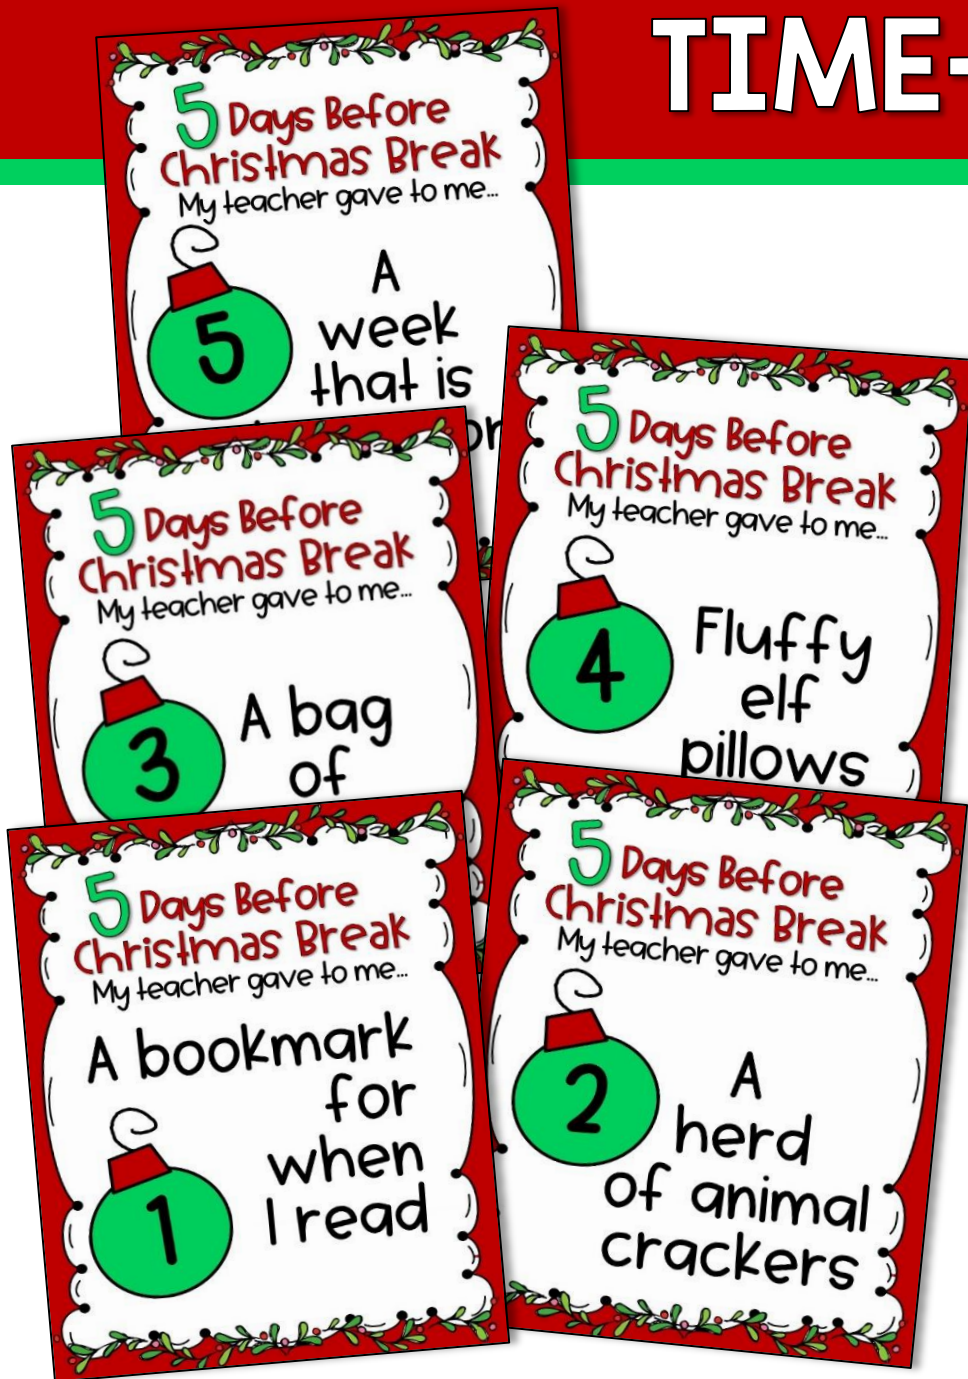 TIME-
5 Days Before
Christmas Break
My teacher gave to me...
5
A
week
that is
5 Days Before
Christmas Break
My teacher gave to me...
4
Fluffy
elf
pillows
5 Days Before
Christmas Break
My teacher gave to me...
3
A bag
of
5 Days Before
Christmas Break
My teacher gave to me...
2
A
herd
of animal
crackers
5 Days Before
Christmas Break
My teacher gave to me...
A bookmark
for
when
I read
1